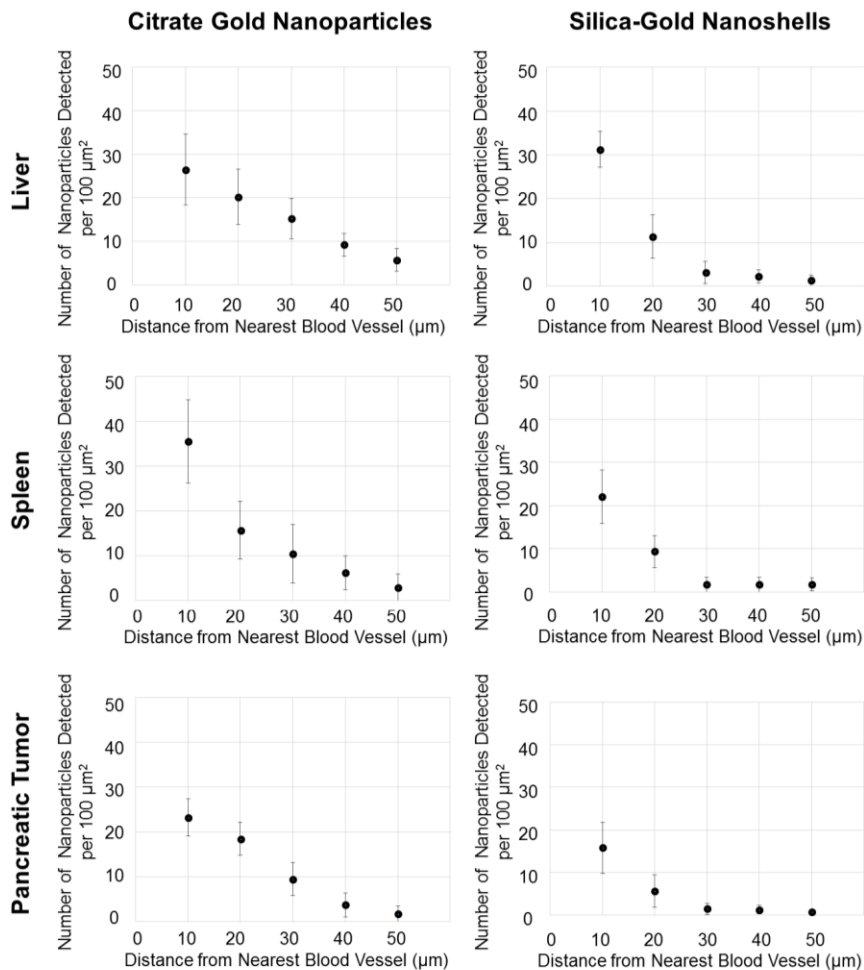 Citrate Gold Nanoparticles
Silica-Gold Nanoshells
Liver
Number of Nanoparticles Detected
per 100 µm²
50
40
30
20
10
0
0 10 20 30 40 50
Distance from Nearest Blood Vessel (µm)
Number of Nanoparticles Detected
per 100 µm²
50
40
30
20
10
0
0 10 20 30 40 50
Distance from Nearest Blood Vessel (µm)
Spleen
Number of Nanoparticles Detected
per 100 µm²
50
40
30
20
10
0
0 10 20 30 40 50
Distance from Nearest Blood Vessel (µm)
Number of Nanoparticles Detected
per 100 µm²
50
40
30
20
10
0
0 10 20 30 40 50
Distance from Nearest Blood Vessel (µm)
Pancreatic Tumor
Number of Nanoparticles Detected
per 100 µm²
50
40
30
20
10
0
0 10 20 30 40 50
Distance from Nearest Blood Vessel (µm)
Number of Nanoparticles Detected
per 100 µm²
50
40
30
20
10
0
0 10 20 30 40 50
Distance from Nearest Blood Vessel (µm)